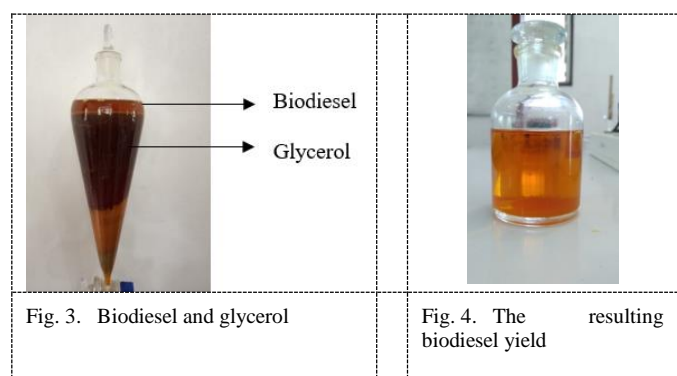 Biodiesel
Glycerol
Fig. 3. Biodiesel and glycerol
Fig. 4. The resulting
biodiesel yield